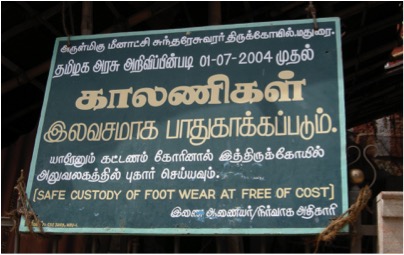 அருள்மிகு மீனாட்சி சுந்தரேசுவரர் திருக்கோயில், மதுரை.
தமிழக அரசு அறிவிப்பின்படி 01-07-2004 முதல்
காலணிகள்
இலவசமாக பாதுகாக்கப்படும்.
யாரேனும் கட்டணம் கோரினால் இத்திருக்கோயில்
அலுவலகத்தில் புகார் செய்யவும்.
[SAFE CUSTODY OF FOOT WEAR AT FREE OF COST]
இணை ஆணையர்/நிர்வாக அதிகாரி